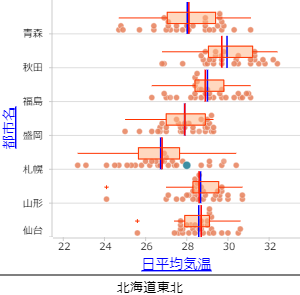 青森
秋田
福島
盛岡
札幌
山形
仙台
都市名
22 24 26 28 30 32
日平均気温
北海道東北